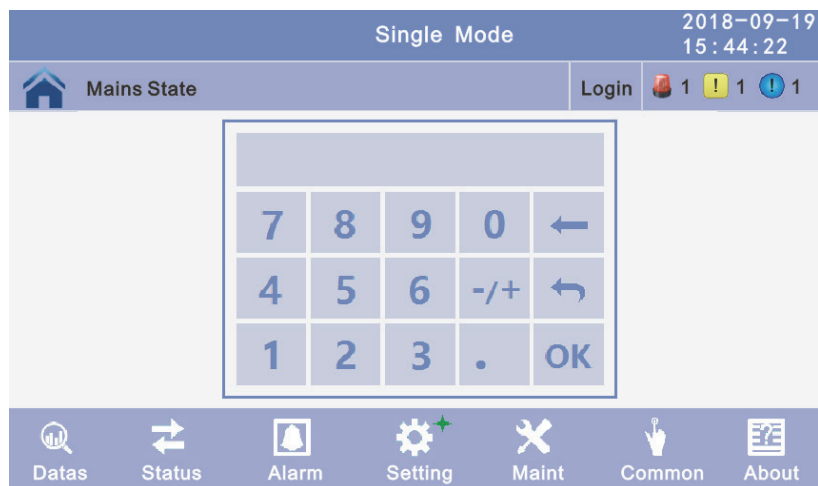 Single Mode
2018-09-19
15:44:22
Mains State
Login
1
! 1
! 1
7 8 9 0 ←
4 5 6 -/+ ↰
1 2 3 . OK
Datas Status Alarm Setting Maint Common About